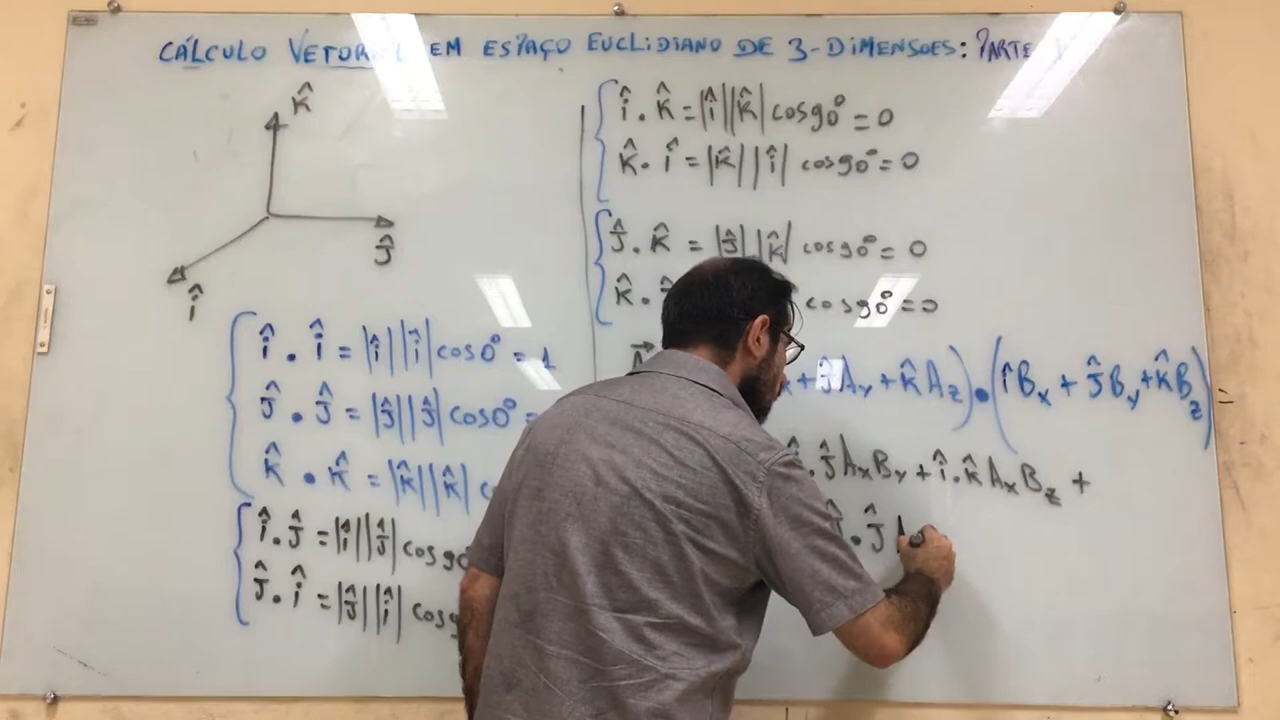 CÁLCULO VETORIAL EM ESPAÇO EUCLIDIANO DE 3-DIMENSOES: PARTE
k̂
ĵ
î
î . î = |î||î| cos0° = 1
ĵ . ĵ = |ĵ||ĵ| cos0° =
k̂ . k̂ = |k̂||k̂|
î . ĵ = |î||ĵ| cos90
ĵ . î = |ĵ||î| cos9
î . k̂ = |î||k̂| cos90° = 0
k̂ . î = |k̂||î| cos90° = 0
ĵ . k̂ = |ĵ||k̂| cos90° = 0
k̂ . cos90° = 0
+ ĵAy + k̂Az) . (îBx + ĵBy + k̂Bz) =
. ĵAxBy + î.k̂AxBz +
. ĵ